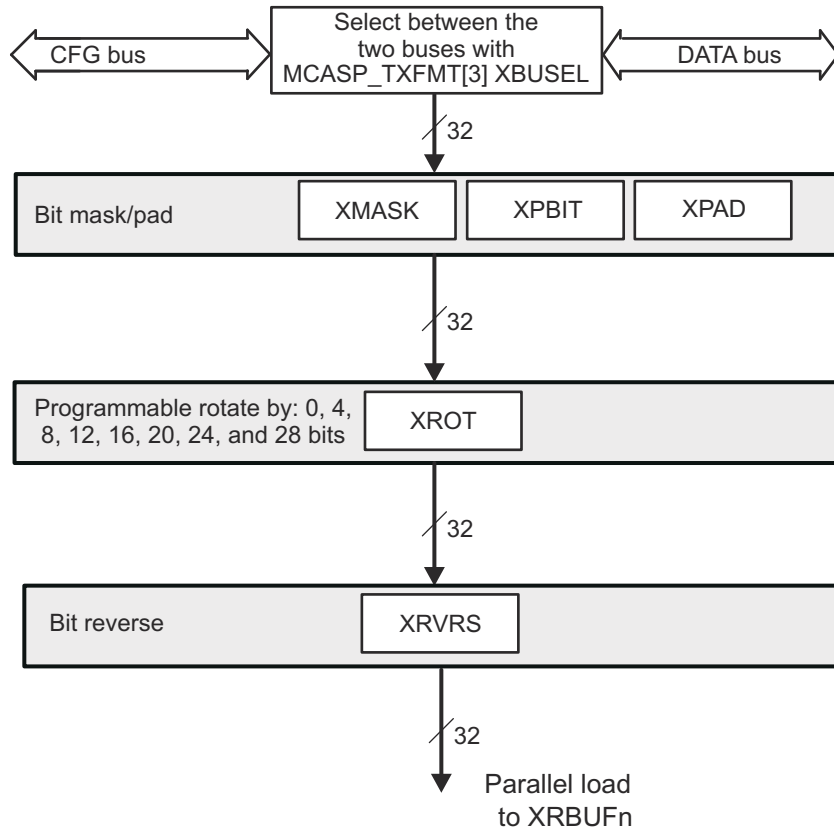 Select between the
two buses with
MCASP_TXFMT[3] XBUSEL
CFG bus
DATA bus
32
Bit mask/pad
XMASK
XPBIT
XPAD
32
Programmable rotate by: 0, 4,
8, 12, 16, 20, 24, and 28 bits
XROT
32
Bit reverse
XRVRS
32
Parallel load
to XRBUFn